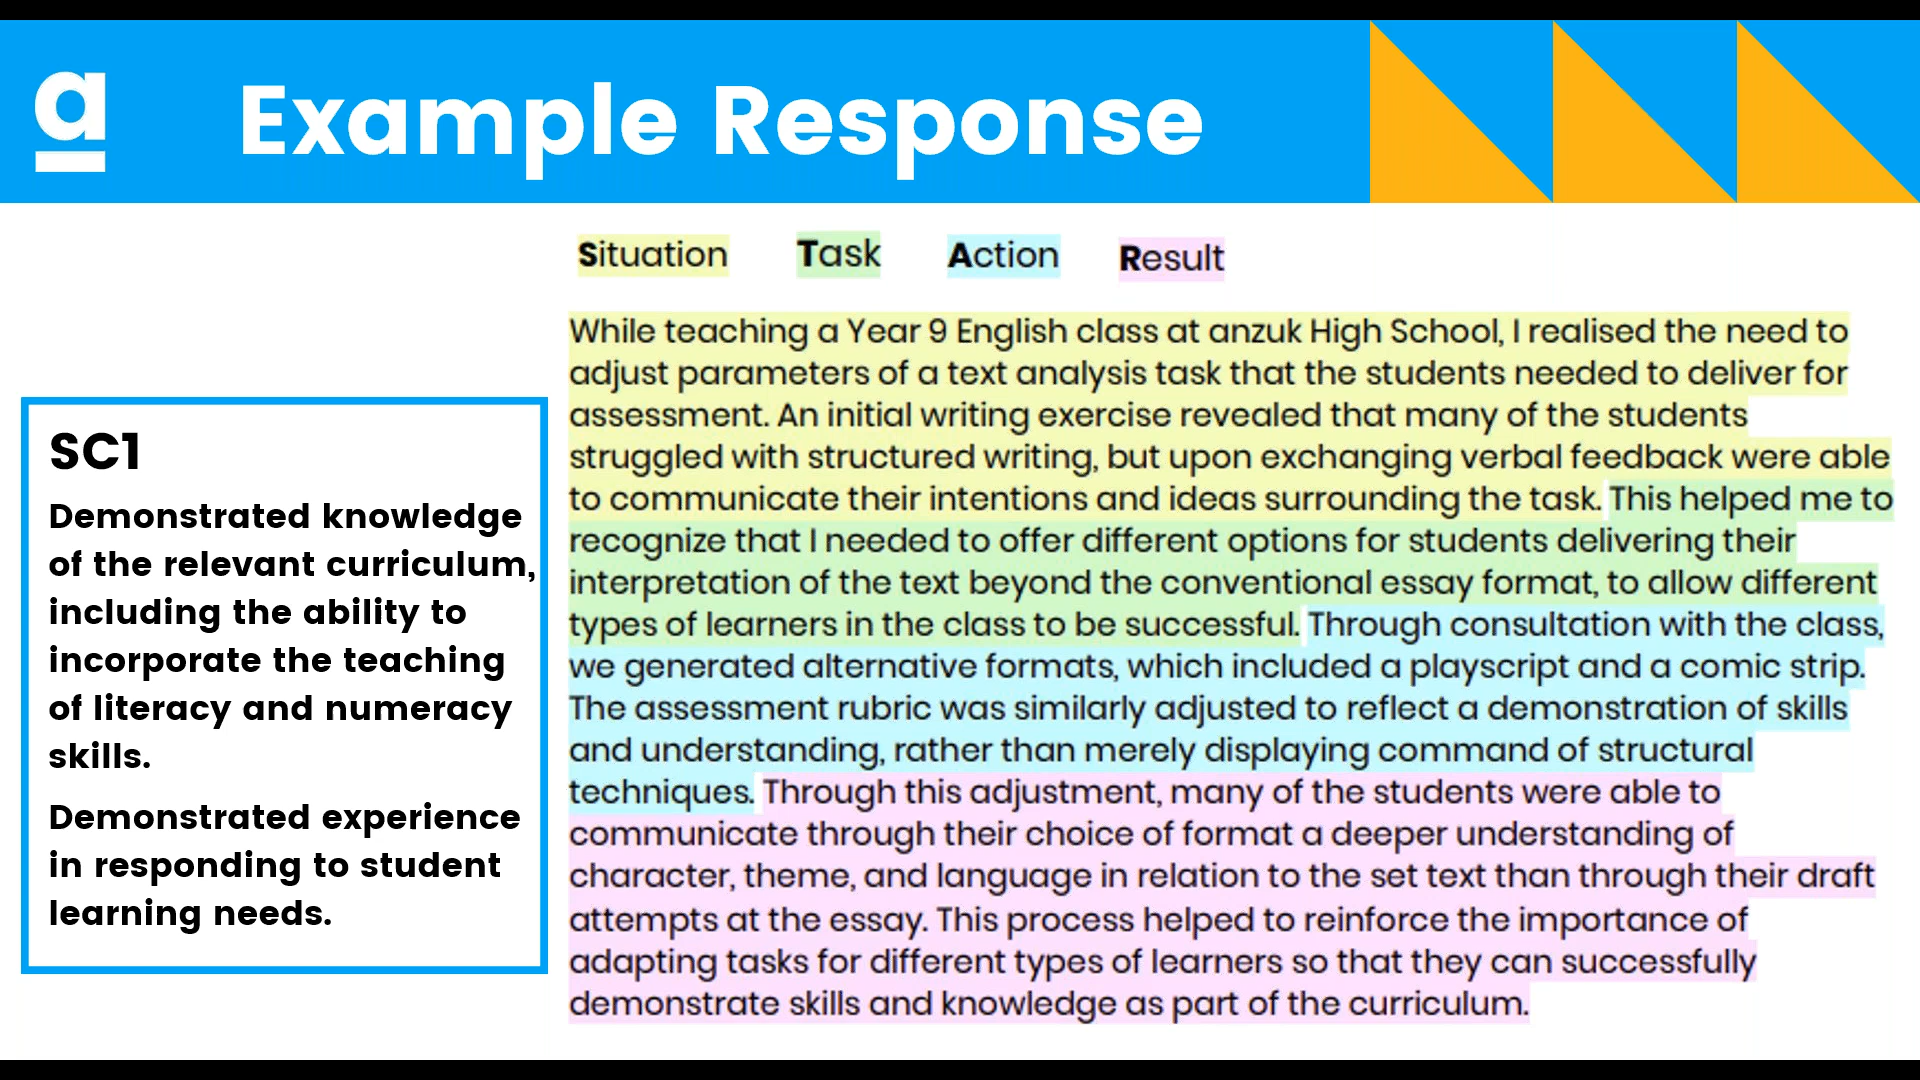 a
Example Response
Situation Task Action Result
SC1
Demonstrated knowledge
of the relevant curriculum,
including the ability to
incorporate the teaching
of literacy and numeracy
skills.
Demonstrated experience
in responding to student
learning needs.
While teaching a Year 9 English class at anzuk High School, I realised the need to
adjust parameters of a text analysis task that the students needed to deliver for
assessment. An initial writing exercise revealed that many of the students
struggled with structured writing, but upon exchanging verbal feedback were able
to communicate their intentions and ideas surrounding the task. This helped me to
recognize that I needed to offer different options for students delivering their
interpretation of the text beyond the conventional essay format, to allow different
types of learners in the class to be successful. Through consultation with the class,
we generated alternative formats, which included a playscript and a comic strip.
The assessment rubric was similarly adjusted to reflect a demonstration of skills
and understanding, rather than merely displaying command of structural
techniques. Through this adjustment, many of the students were able to
communicate through their choice of format a deeper understanding of
character, theme, and language in relation to the set text than through their draft
attempts at the essay. This process helped to reinforce the importance of
adapting tasks for different types of learners so that they can successfully
demonstrate skills and knowledge as part of the curriculum.